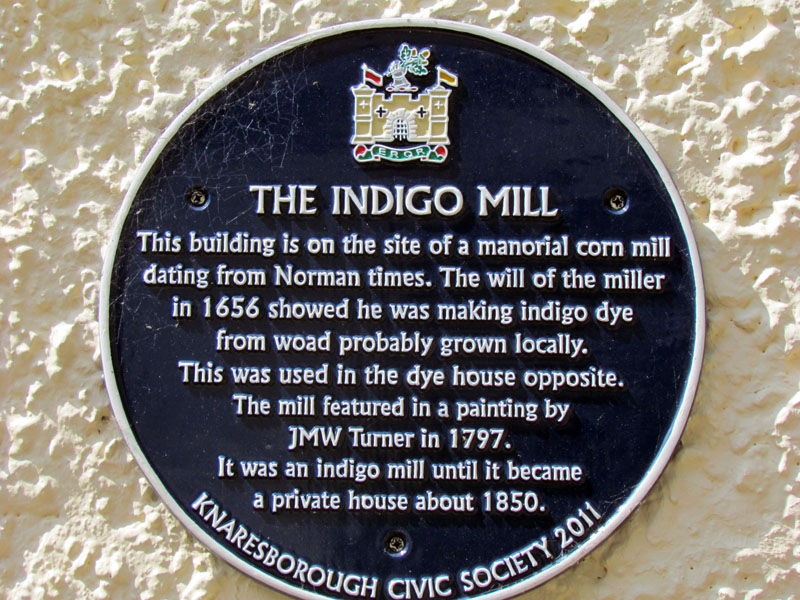 ERQR
THE INDIGO MILL
This building is on the site of a manorial corn mill
dating from Norman times. The will of the miller
in 1656 showed he was making indigo dye
from woad probably grown locally.
This was used in the dye house opposite.
The mill featured in a painting by
JMW Turner in 1797.
It was an indigo mill until it became
a private house about 1850.
KNARESBOROUGH CIVIC SOCIETY 2011